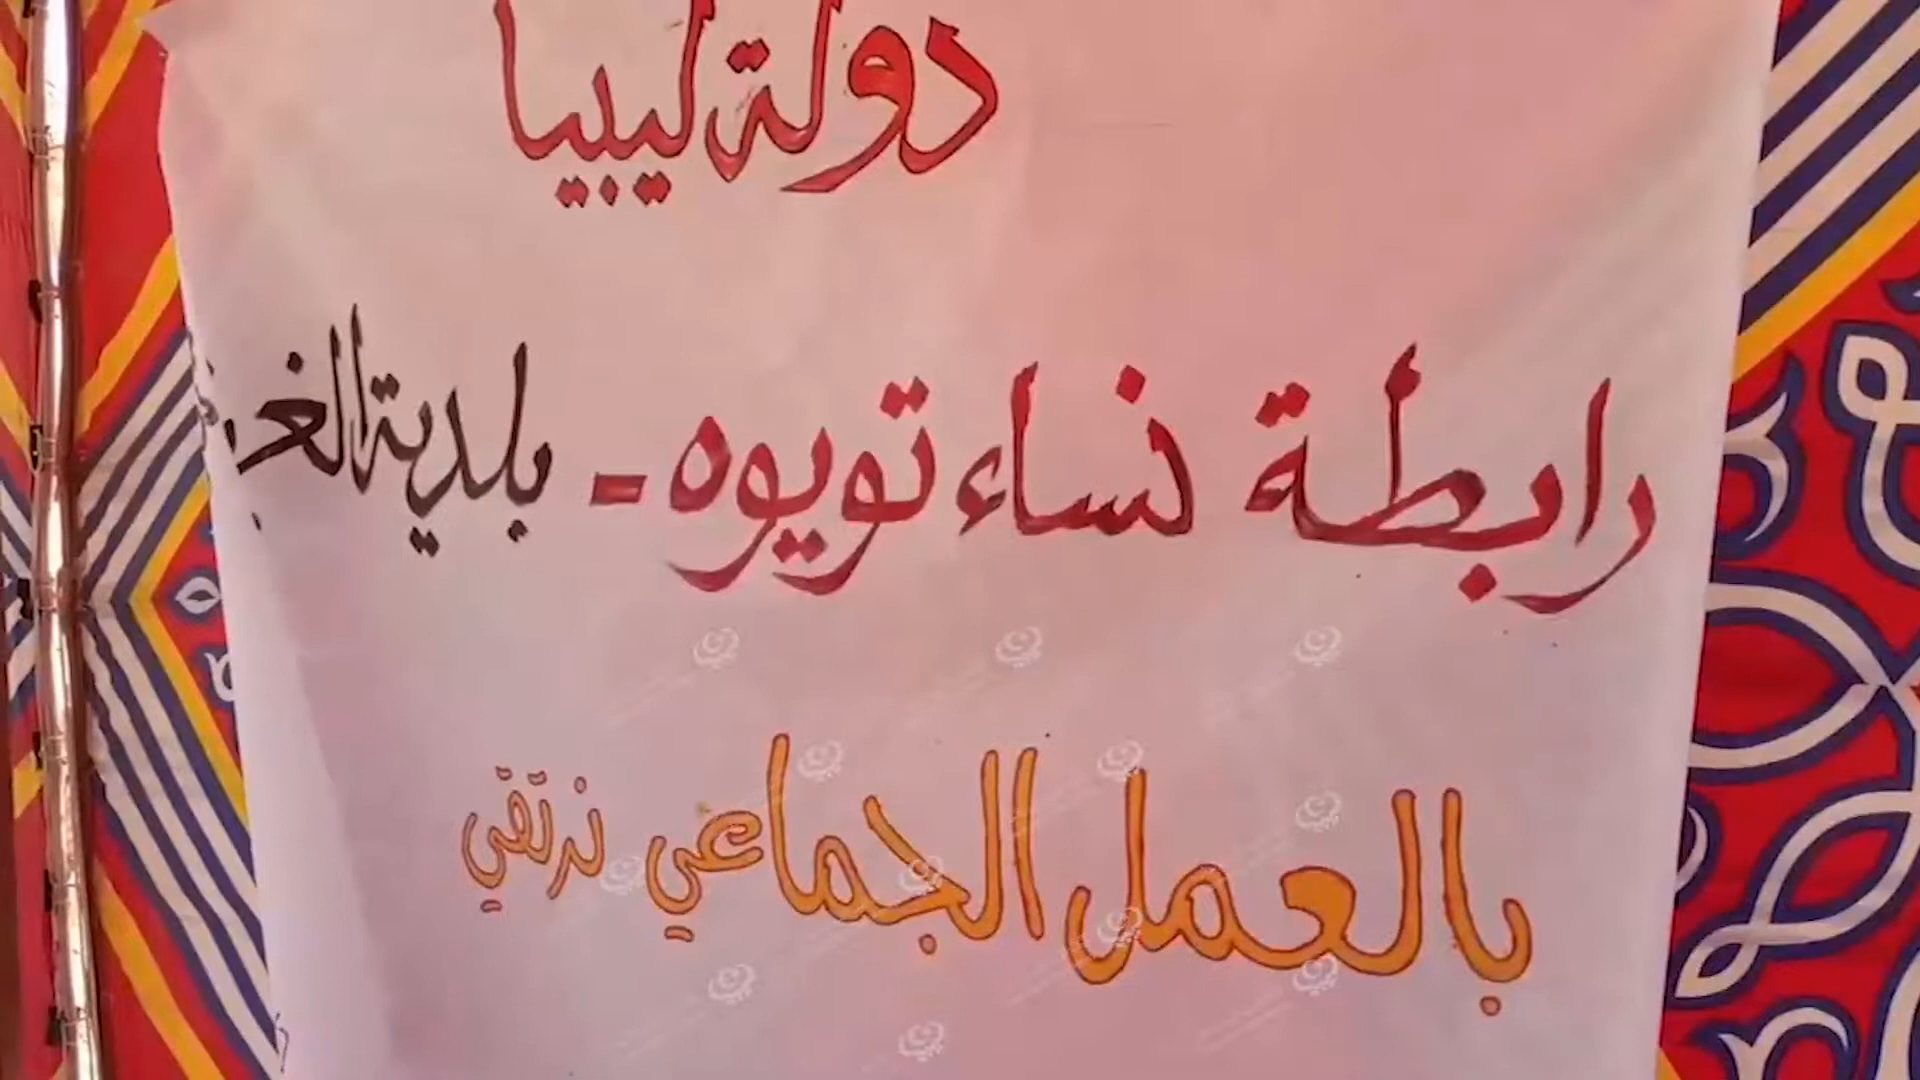 دولة ليبيا
رابطة نساء تويوه - بلدية
بالعمل الجماعي نرتقي